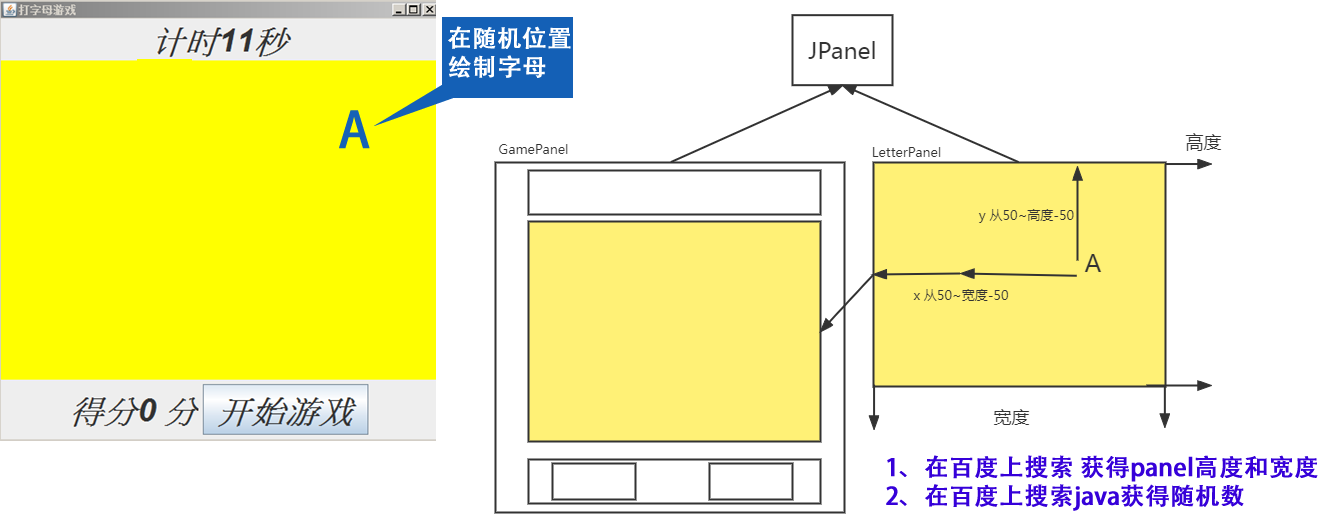 打字母游戏
计时11秒
在随机位置
绘制字母
A
得分0 分
开始游戏
JPanel
GamePanel
LetterPanel
高度
y 从50~高度-50
A
x 从50~宽度-50
宽度
1、在百度上搜索 获得panel高度和宽度
2、在百度上搜索java获得随机数